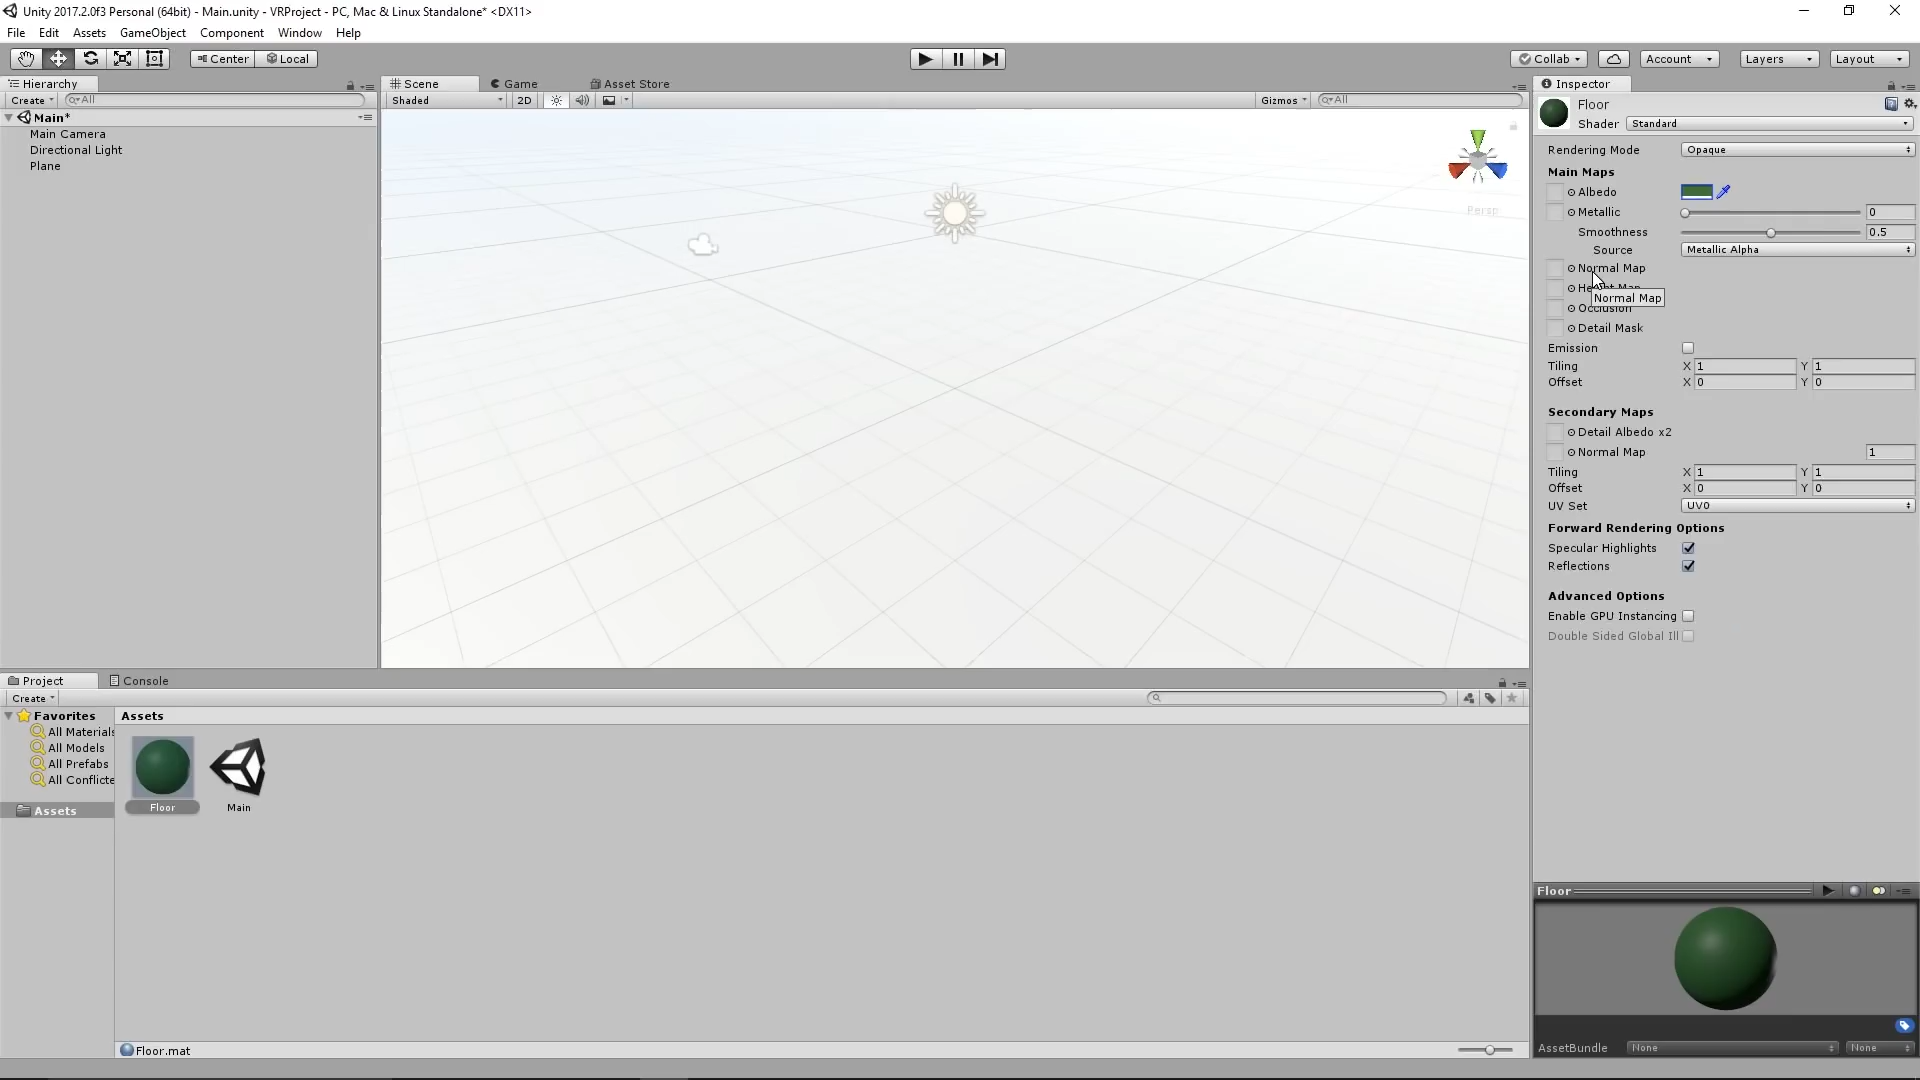 Unity 2017.2.0f3 Personal (64bit) - Main.unity - VRProject - PC, Mac & Linux Standalone* <DX11>
File Edit Assets GameObject Component Window Help
Center Local Collab Account Layers Layout
Hierarchy
Create All
Main*
Main Camera
Directional Light
Plane
Scene Game Asset Store
Shaded 2D Gizmos All
Persp
Inspector
Floor
Shader Standard
Rendering Mode Opaque
Main Maps
Albedo
Metallic 0
Smoothness 0.5
Source Metallic Alpha
Normal Map
Height Map
Normal Map
Occlusion
Detail Mask
Emission
Tiling X 1 Y 1
Offset X 0 Y 0
Secondary Maps
Detail Albedo x2
Normal Map 1
Tiling X 1 Y 1
Offset X 0 Y 0
UV Set UV0
Forward Rendering Options
Specular Highlights
Reflections
Advanced Options
Enable GPU Instancing
Double Sided Global Ill
Project Console
Create
Favorites
All Materials
All Models
All Prefabs
All Conflicte
Assets
Assets
Floor Main
Floor.mat
Floor
AssetBundle None None